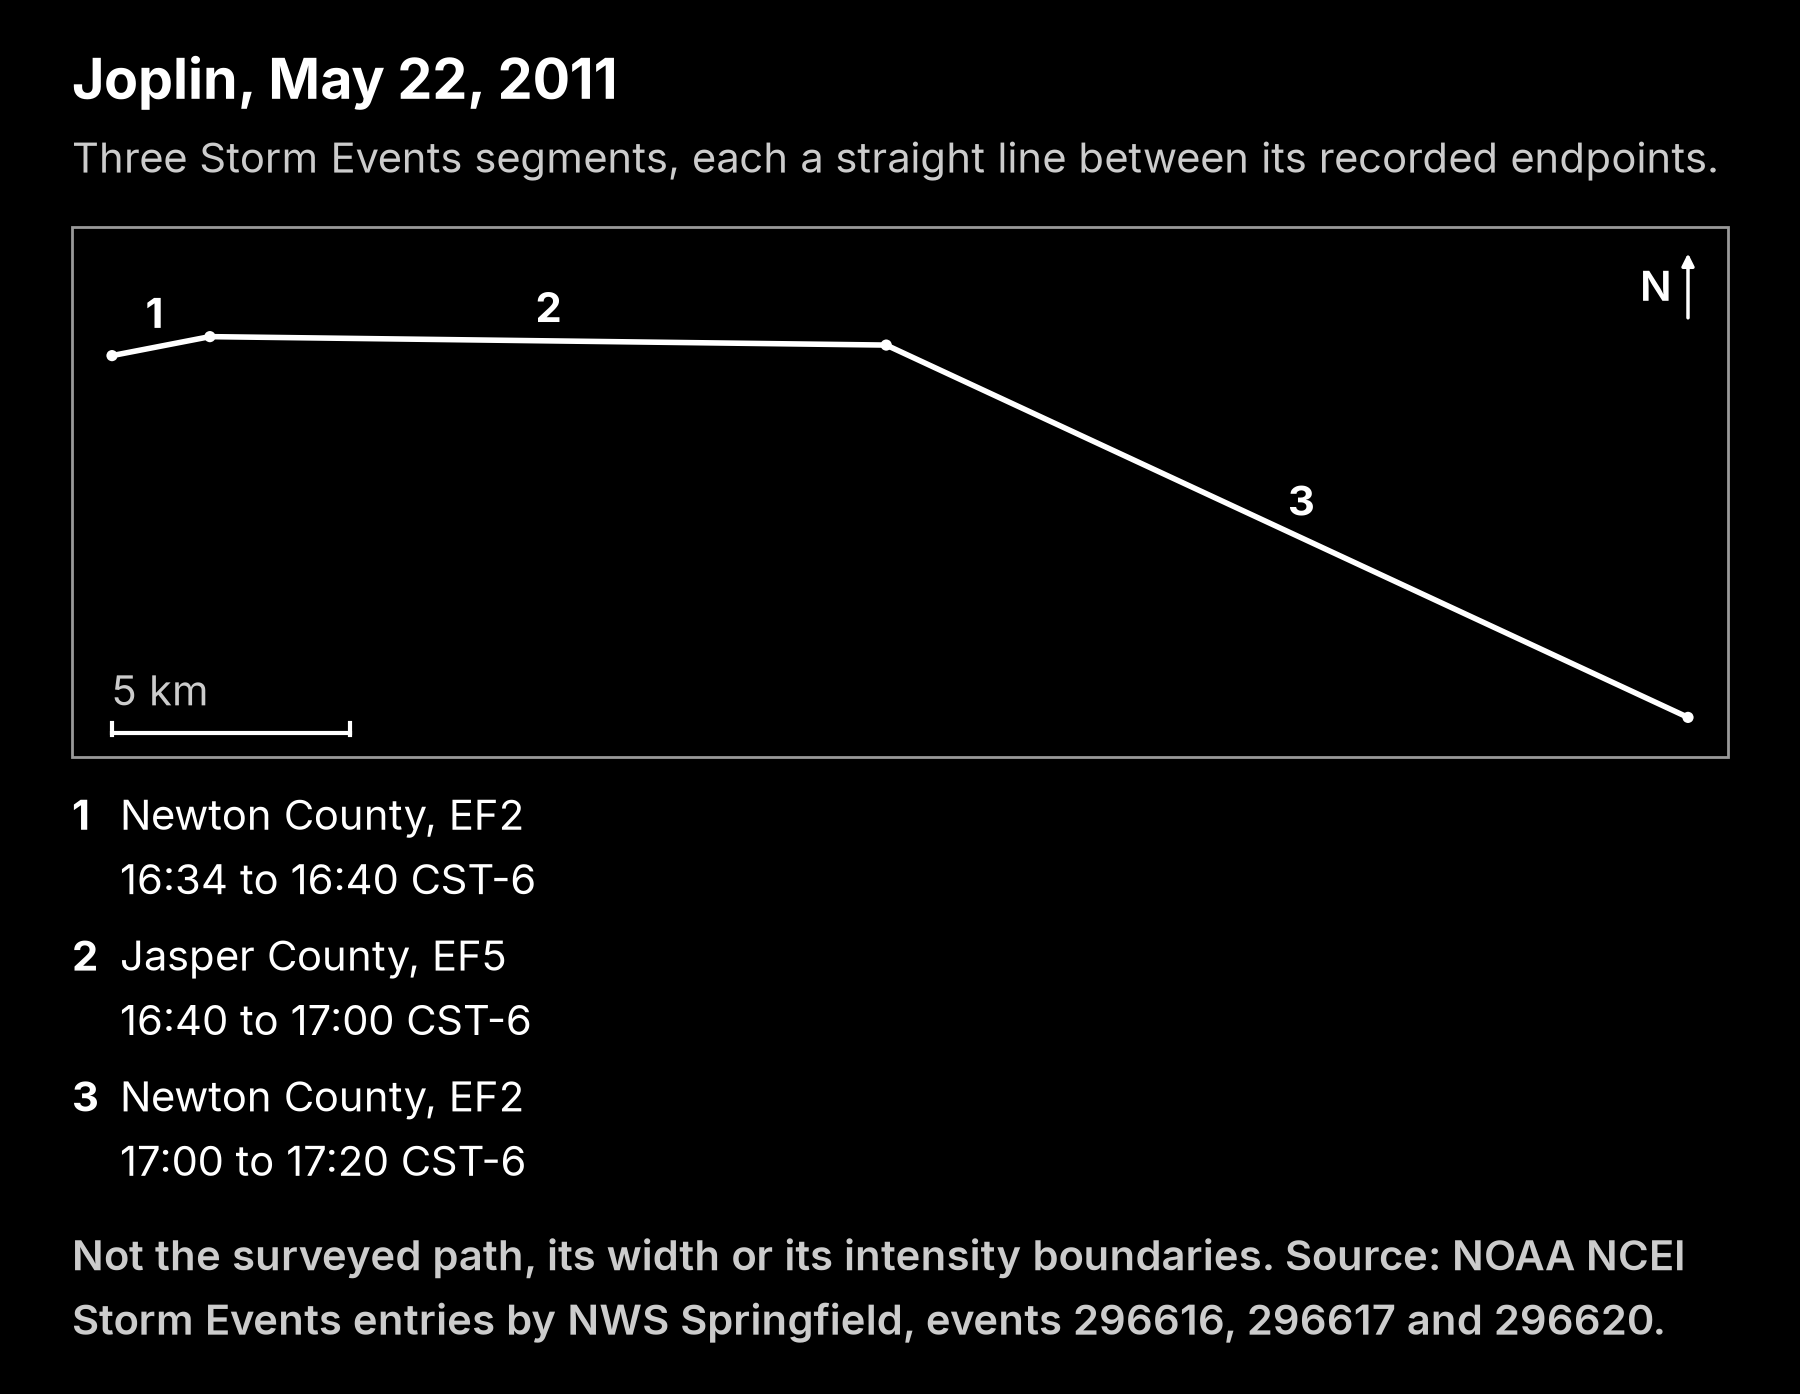 Joplin, May 22, 2011
Three Storm Events segments, each a straight line between its recorded endpoints.
N
1
2
3
5 km
1 Newton County, EF2
16:34 to 16:40 CST-6
2 Jasper County, EF5
16:40 to 17:00 CST-6
3 Newton County, EF2
17:00 to 17:20 CST-6
Not the surveyed path, its width or its intensity boundaries. Source: NOAA NCEI
Storm Events entries by NWS Springfield, events 296616, 296617 and 296620.